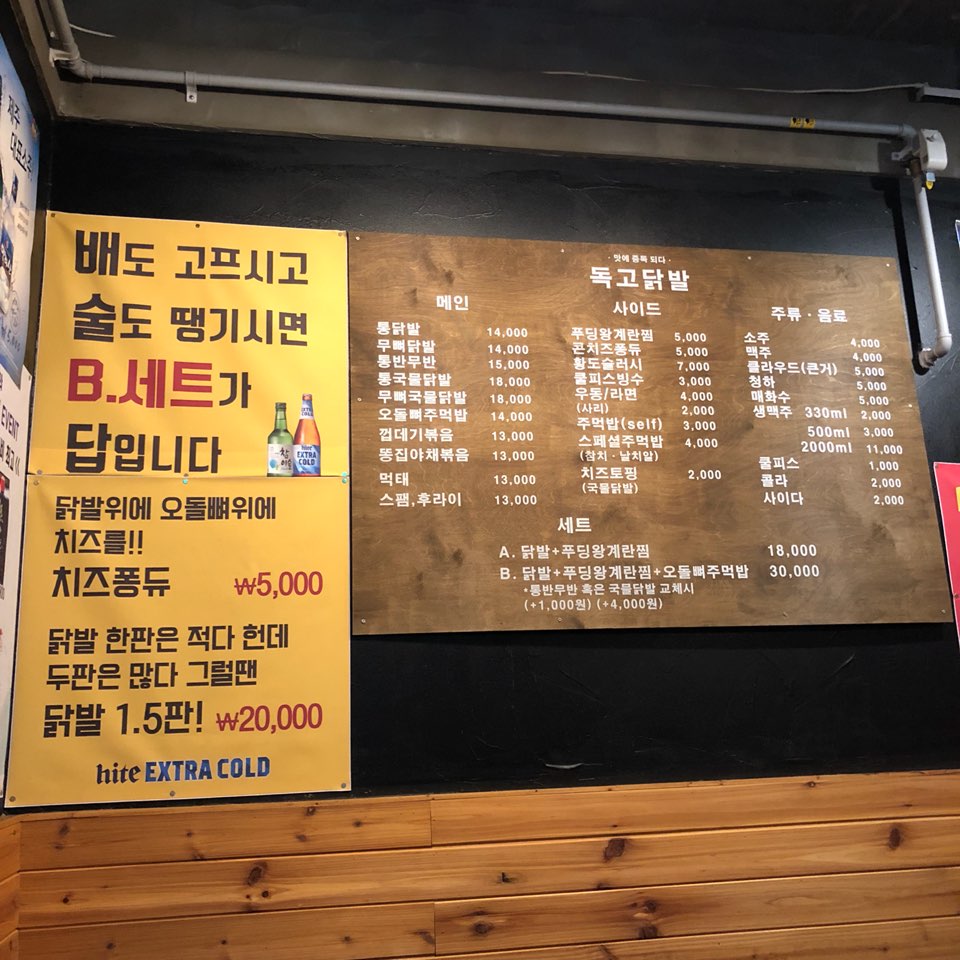 제주
대표소주
배도 고프시고
술도 땡기시면
B.세트가
답입니다
EXTRA COLD
hite EXTRA COLD
닭발위에 오돌뼈위에
치즈를!!
치즈퐁듀 ₩5,000
닭발 한판은 적다 헌데
두판은 많다 그럴땐
닭발 1.5판! ₩20,000
hite EXTRA COLD
EVENT
· 맛에 중독 되다 ·
독고닭발
메인
통닭발 14,000
무뼈닭발 14,000
통반무반 15,000
통국물닭발 18,000
무뼈국물닭발 18,000
오돌뼈주먹밥 14,000
껍데기볶음 13,000
똥집야채볶음 13,000
먹태 13,000
스팸,후라이 13,000
사이드
푸딩왕계란찜 5,000
콘치즈퐁듀 5,000
황도슬러시 7,000
쿨피스빙수 3,000
우동/라면 4,000
(사리) 2,000
주먹밥(self) 3,000
스페셜주먹밥 4,000
(참치·날치알)
치즈토핑 2,000
(국물닭발)
주류·음료
소주 4,000
맥주 4,000
클라우드(큰거) 5,000
청하 5,000
매화수 5,000
생맥주 330ml 2,000
500ml 3,000
2000ml 11,000
쿨피스 1,000
콜라 2,000
사이다 2,000
세트
A. 닭발+푸딩왕계란찜 18,000
B. 닭발+푸딩왕계란찜+오돌뼈주먹밥 30,000
*통반무반 혹은 국물닭발 교체시
(+1,000원) (+4,000원)